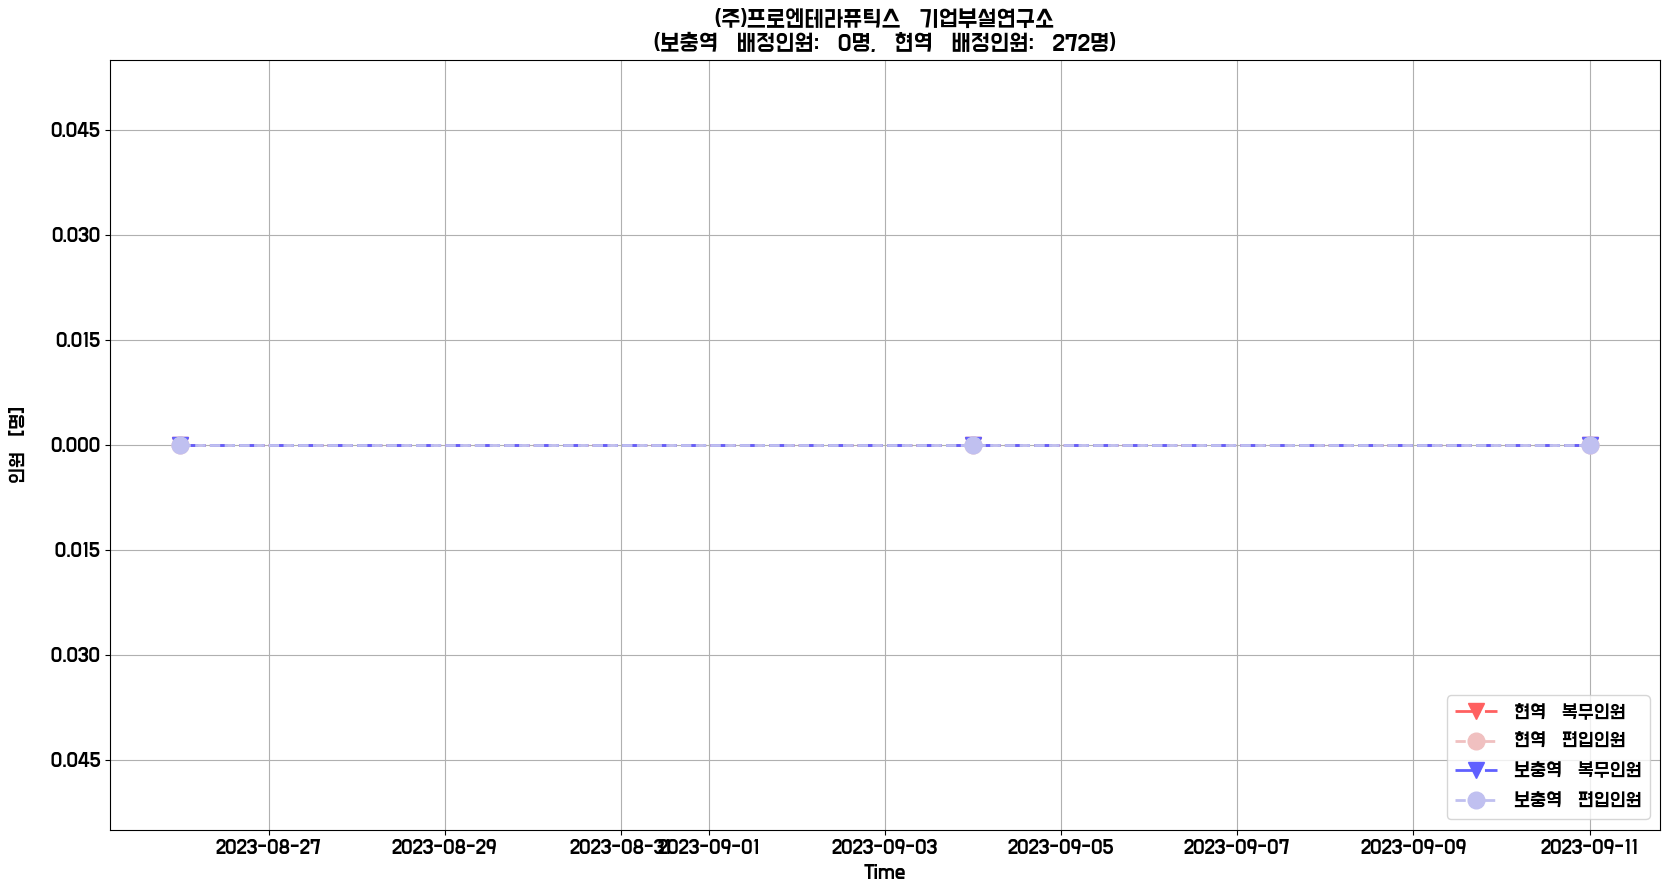 (주)프로엔테라퓨틱스 기업부설연구소
(보충역 배정인원: 0명, 현역 배정인원: 272명)
0.045
0.030
0.015
0.000
0.015
0.030
0.045
인원 [명]
현역 복무인원
현역 편입인원
보충역 복무인원
보충역 편입인원
2023-08-27 2023-08-29 2023-08-31 2023-09-01 2023-09-03 2023-09-05 2023-09-07 2023-09-09 2023-09-11
Time